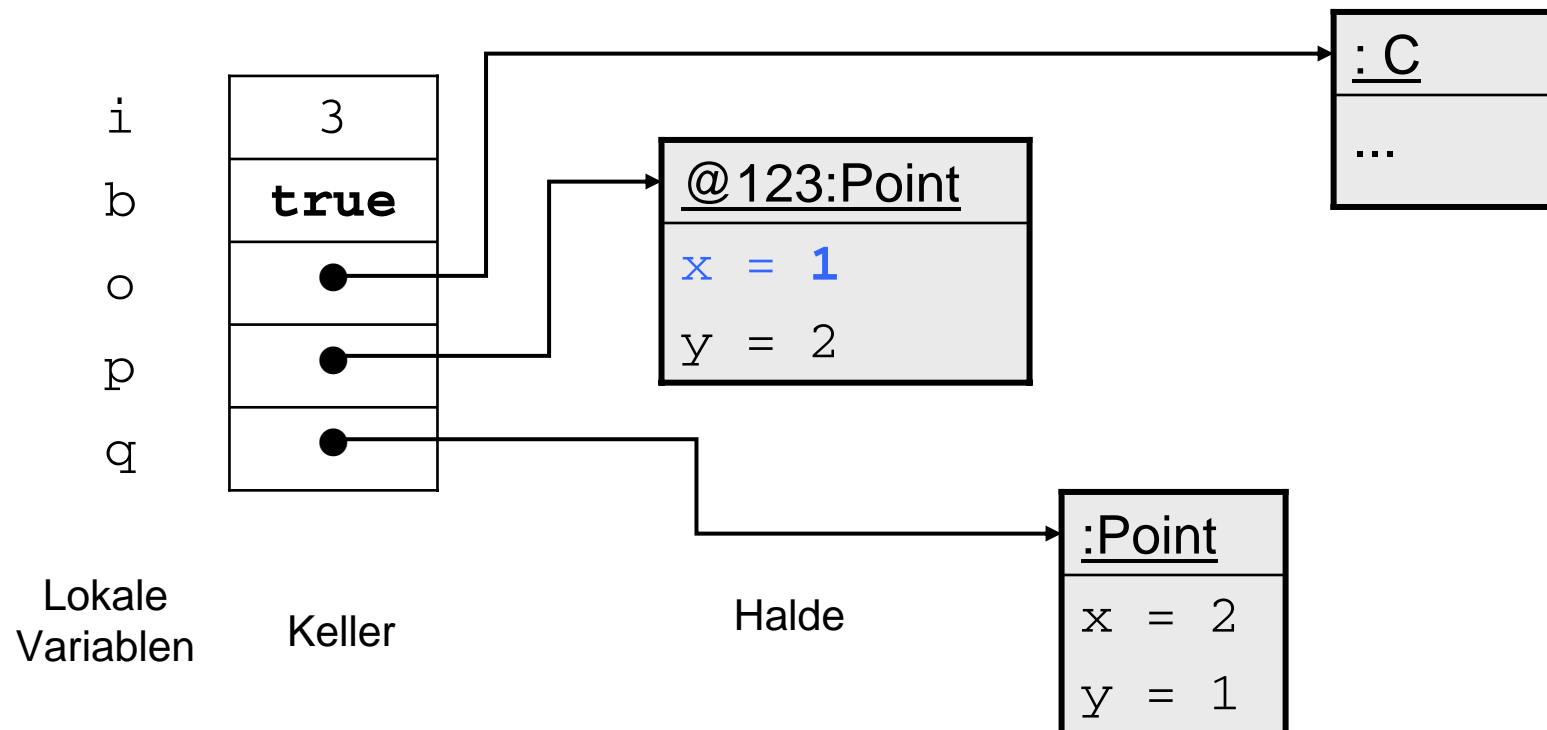 : C
...
i 3
b true
o
p
q
@123:Point
x = 1
y = 2
:Point
x = 2
y = 1
Lokale
Variablen
Keller
Halde